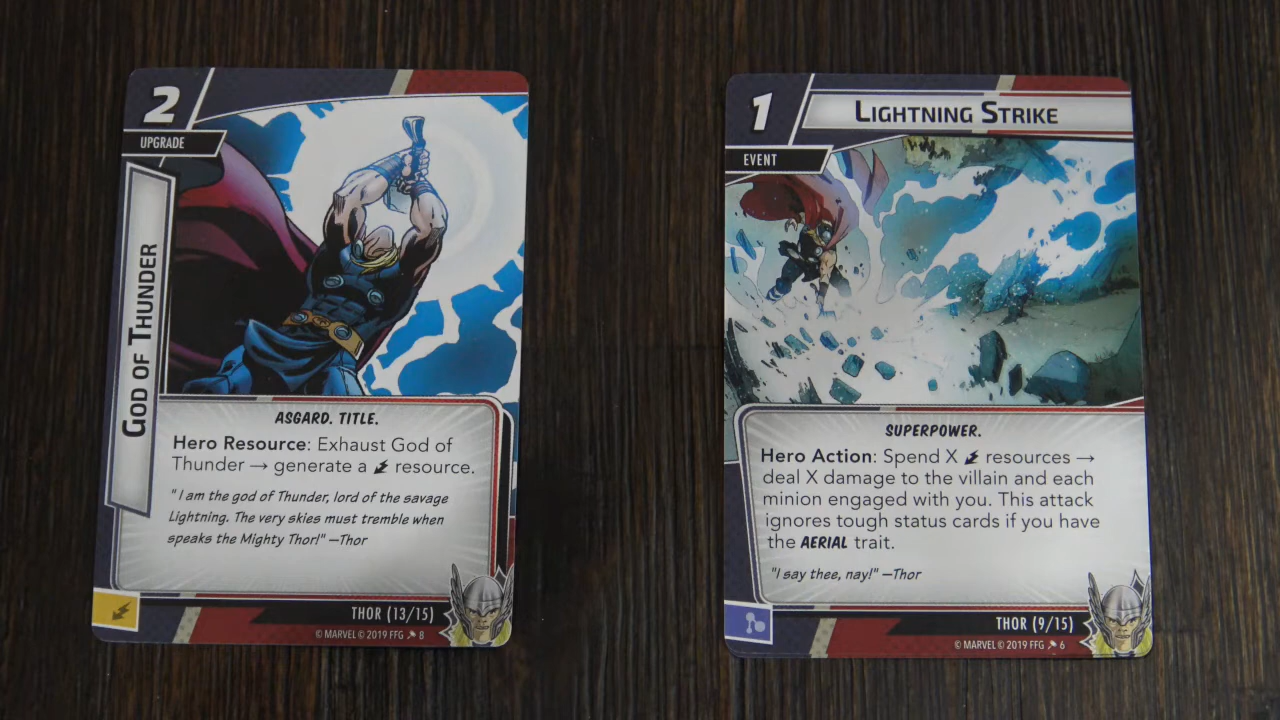 2
UPGRADE
GOD OF THUNDER
ASGARD. TITLE.
Hero Resource: Exhaust God of
Thunder → generate a resource.
"I am the god of Thunder, lord of the savage
Lightning. The very skies must tremble when
speaks the Mighty Thor!" —Thor
THOR (13/15)
© MARVEL © 2019 FFG 8
1
LIGHTNING STRIKE
EVENT
SUPERPOWER.
Hero Action: Spend X resources →
deal X damage to the villain and each
minion engaged with you. This attack
ignores tough status cards if you have
the AERIAL trait.
"I say thee, nay!" —Thor
THOR (9/15)
© MARVEL © 2019 FFG 6